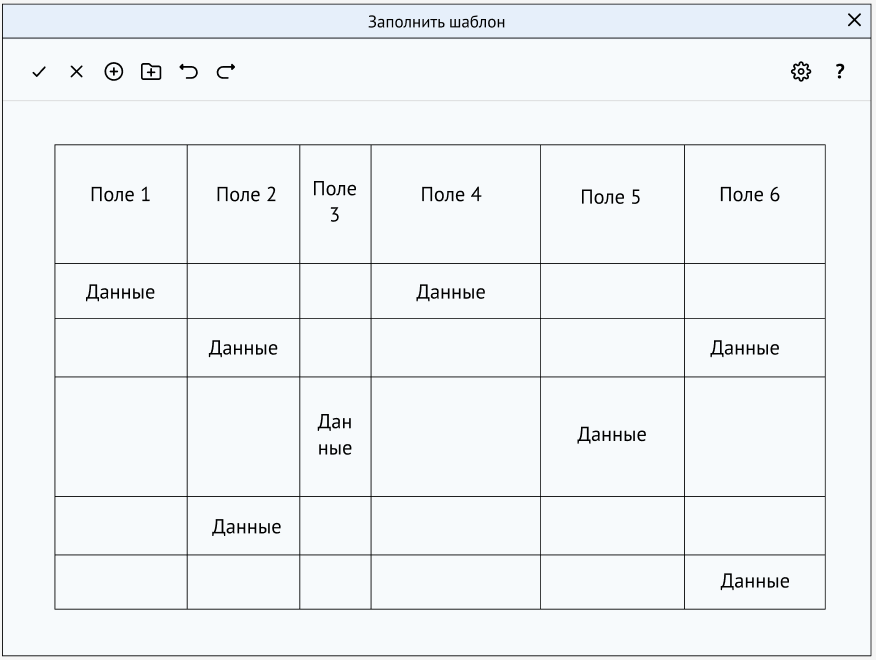 Заполнить шаблон
?
Поле 1 Поле 2 Поле 3 Поле 4 Поле 5 Поле 6
Данные Данные
Данные Данные
Дан
ные Данные
Данные
Данные